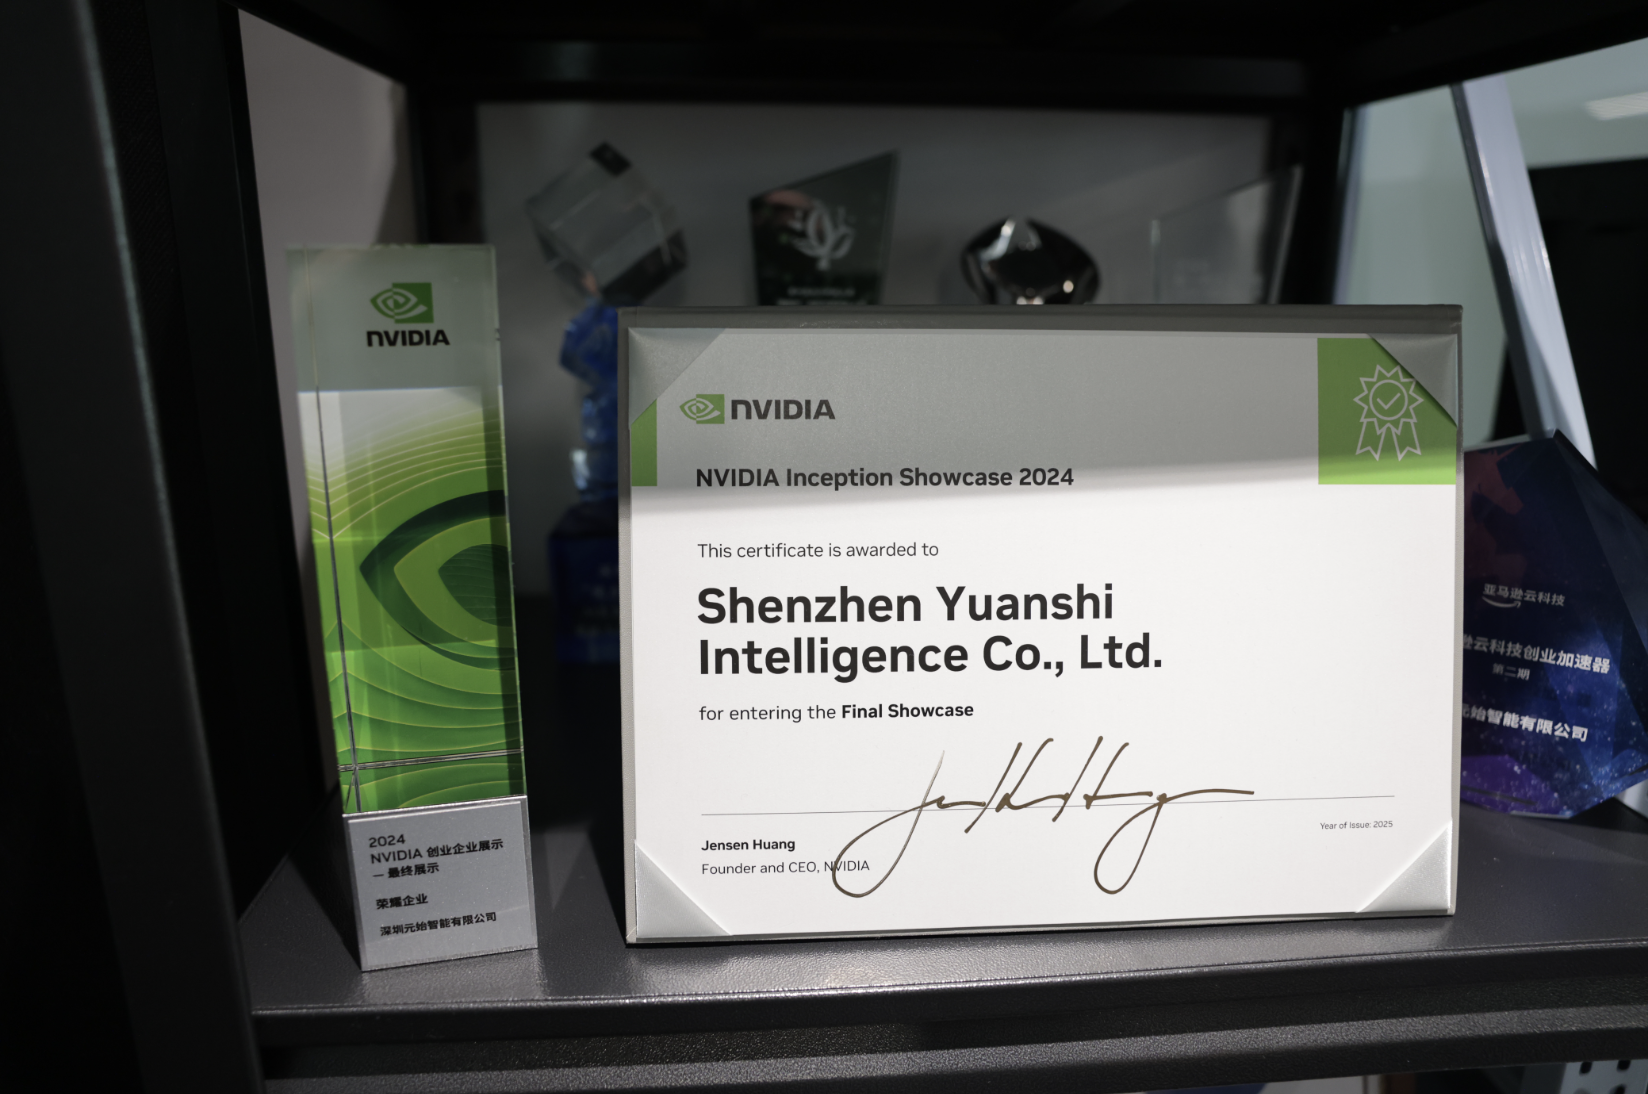 NVIDIA
2024
NVIDIA 创业企业展示
— 最终展示
荣耀企业
深圳元始智能有限公司
NVIDIA
NVIDIA Inception Showcase 2024
This certificate is awarded to
Shenzhen Yuanshi
Intelligence Co., Ltd.
for entering the Final Showcase
Jensen Huang
Founder and CEO, NVIDIA
Year of Issue: 2025
亚马逊云科技
逊云科技创业加速器
第二期
元始智能有限公司